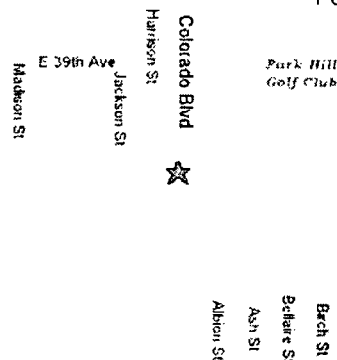 Harrison St
Colorado Blvd
E 39th Ave
Madison St
Jackson St
Park Hill
Golf Club
Albion St
Ash St
Bellaire St
Birch St